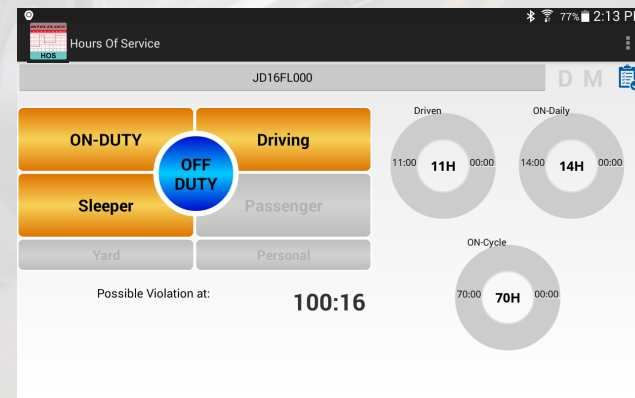 77% 2:13 P
HOS
Hours Of Service
JD16FL000
D M
ON-DUTY
Driving
OFF DUTY
Sleeper
Passenger
Yard
Personal
Possible Violation at:
100:16
Driven
11:00
11H
00:00
ON-Daily
14:00
14H
00:00
ON-Cycle
70:00
70H
00:00